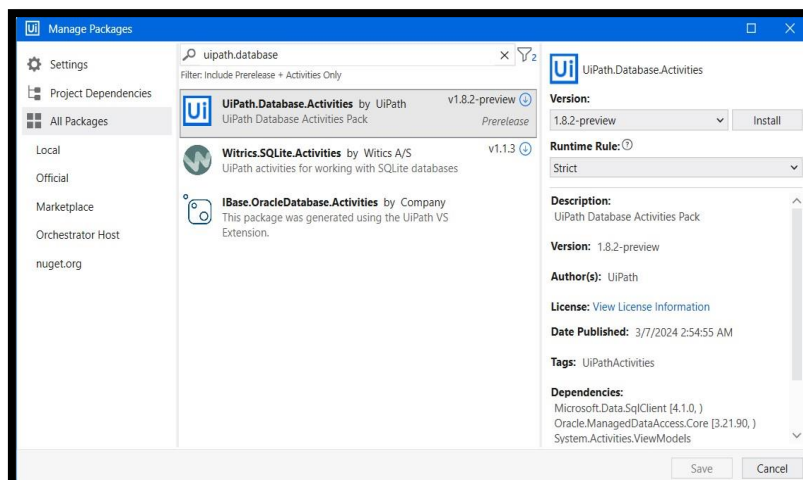 Ui Manage Packages
Settings
Project Dependencies
All Packages
Local
Official
Marketplace
Orchestrator Host
nuget.org
uipath.database
2
Filter: Include Prerelease + Activities Only
Ui
UiPath.Database.Activities by UiPath v1.8.2-preview
UiPath Database Activities Pack Prerelease
Witrics.SQLite.Activities by Witics A/S v1.1.3
UiPath activities for working with SQLite databases
IBase.OracleDatabase.Activities by Company
This package was generated using the UiPath VS
Extension.
Ui UiPath.Database.Activities
Version:
1.8.2-preview Install
Runtime Rule: ?
Strict
Description:
UiPath Database Activities Pack
Version: 1.8.2-preview
Author(s): UiPath
License: View License Information
Date Published: 3/7/2024 2:54:55 AM
Tags: UiPathActivities
Dependencies:
Microsoft.Data.SqlClient [4.1.0, )
Oracle.ManagedDataAccess.Core [3.21.90, )
System.Activities.ViewModels
Save Cancel